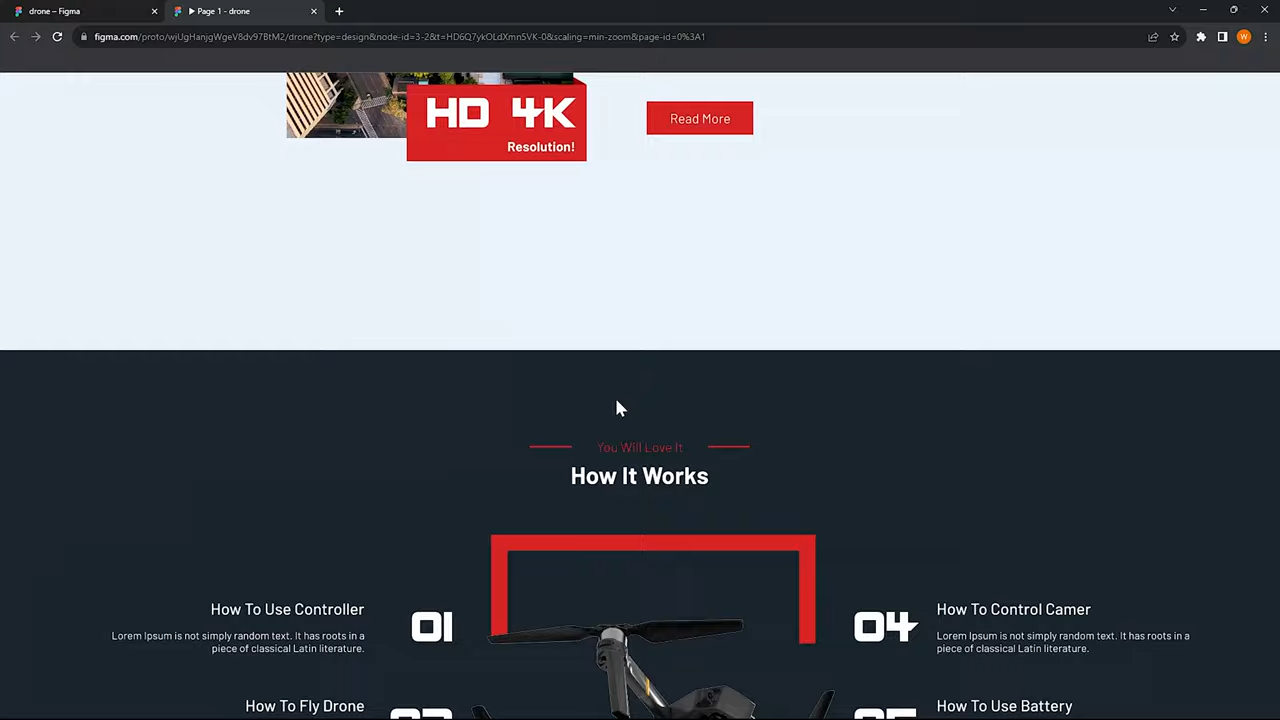 drone – Figma
Page 1 - drone
figma.com/proto/wjUgHanjgWgeV8dv97BtM2/drone?type=design&node-id=3-2&t=HD6Q7ykOLdXmn5VK-0&scaling=min-zoom&page-id=0%3A1
W
HD 4K
Resolution!
Read More
You Will Love It
How It Works
How To Use Controller
Lorem Ipsum is not simply random text. It has roots in a
piece of classical Latin literature.
01
04
How To Control Camer
Lorem Ipsum is not simply random text. It has roots in a
piece of classical Latin literature.
How To Fly Drone
How To Use Battery